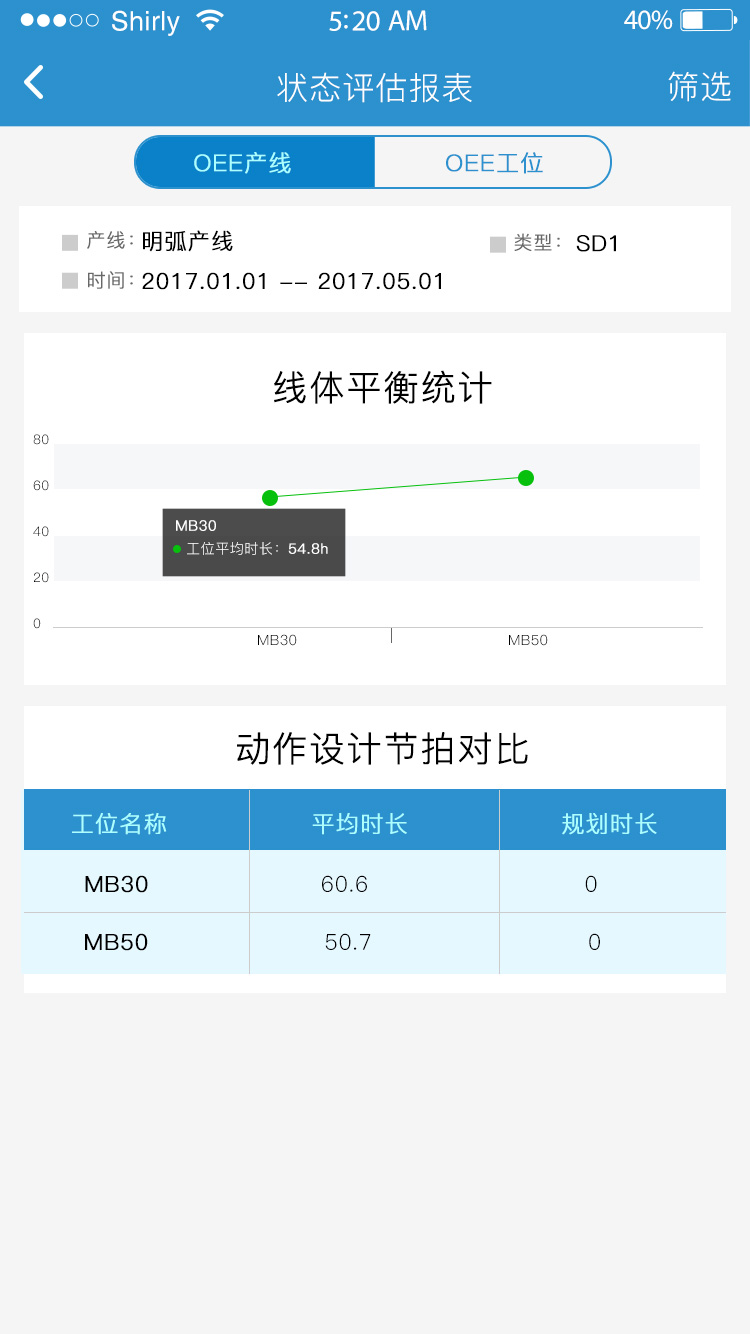 Shirly 5:20 AM 40%
状态评估报表 筛选
OEE产线 OEE工位
产线：明弧产线 类型： SD1
时间：2017.01.01 -- 2017.05.01
线体平衡统计
80
60
MB30
40
工位平均时长：54.8h
20
0
MB30 MB50
动作设计节拍对比
工位名称 平均时长 规划时长
MB30 60.6 0
MB50 50.7 0